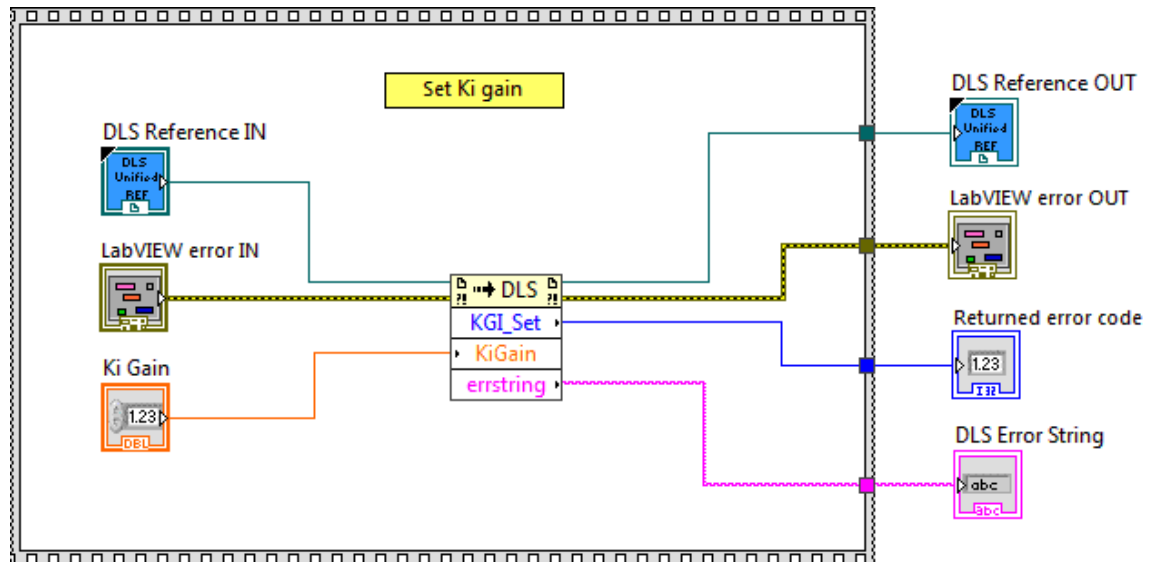 Set Ki gain
DLS Reference IN
DLS
Unified
REF
LabVIEW error IN
Ki Gain
1.23
DBL
?! DLS ?!
KGI_Set
KiGain
errstring
DLS Reference OUT
DLS
Unified
REF
LabVIEW error OUT
Returned error code
1.23
I32
DLS Error String
abc
abc